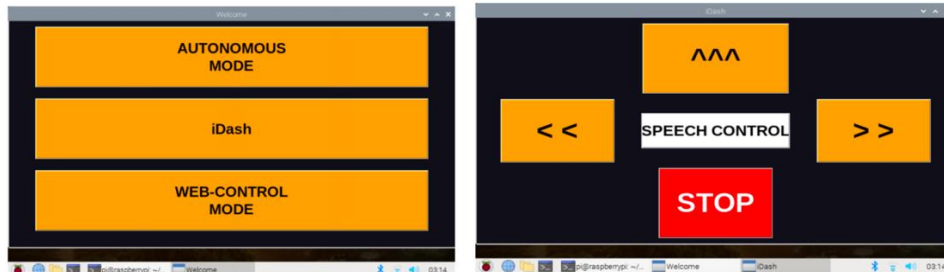 Welcome
AUTONOMOUS
MODE
iDash
WEB-CONTROL
MODE
pi@raspberrypi: ~/...
Welcome
03:14
iDash
^^^
< <
SPEECH CONTROL
> >
STOP
pi@raspberrypi: ~/...
Welcome
iDash
03:14